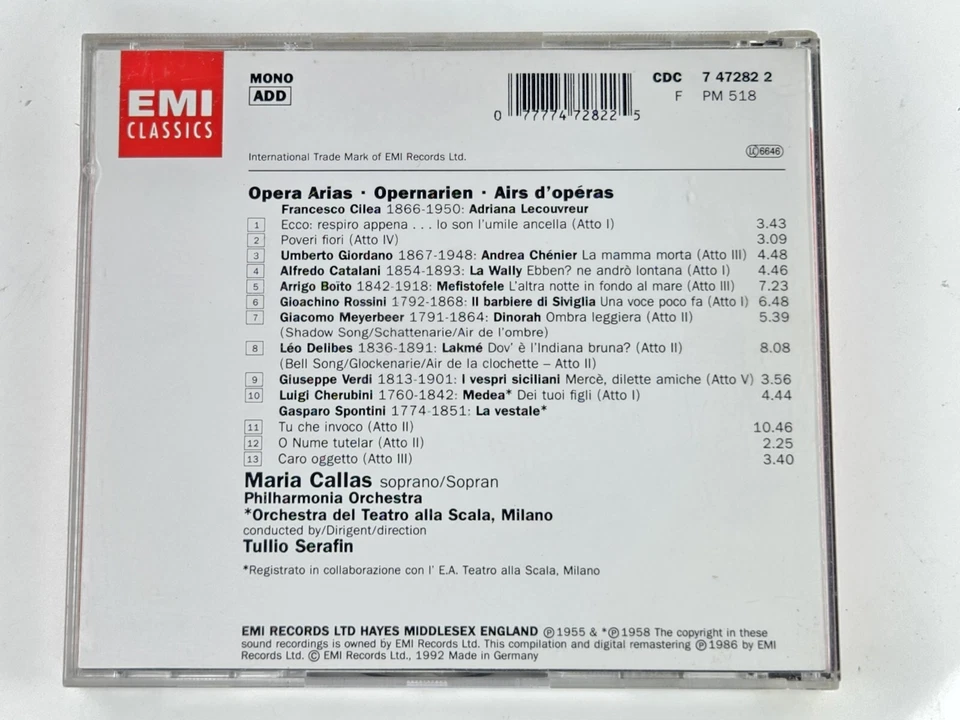 EMI
CLASSICS
MONO
ADD
0 77774 72822 5
CDC 7 47282 2
F PM 518
International Trade Mark of EMI Records Ltd.
LC 6646
Opera Arias · Opernarien · Airs d'opéras
Francesco Cilea 1866-1950: Adriana Lecouvreur
1 Ecco: respiro appena . . . Io son l'umile ancella (Atto I) 3.43
2 Poveri fiori (Atto IV) 3.09
3 Umberto Giordano 1867-1948: Andrea Chénier La mamma morta (Atto III) 4.48
4 Alfredo Catalani 1854-1893: La Wally Ebben? ne andrò lontana (Atto I) 4.46
5 Arrigo Boïto 1842-1918: Mefistofele L'altra notte in fondo al mare (Atto III) 7.23
6 Gioachino Rossini 1792-1868: Il barbiere di Siviglia Una voce poco fa (Atto I) 6.48
7 Giacomo Meyerbeer 1791-1864: Dinorah Ombra leggiera (Atto II) 5.39
(Shadow Song/Schattenarie/Air de l'ombre)
8 Léo Delibes 1836-1891: Lakmé Dov' è l'Indiana bruna? (Atto II) 8.08
(Bell Song/Glockenarie/Air de la clochette – Atto II)
9 Giuseppe Verdi 1813-1901: I vespri siciliani Mercè, dilette amiche (Atto V) 3.56
10 Luigi Cherubini 1760-1842: Medea* Dei tuoi figli (Atto I) 4.44
Gasparo Spontini 1774-1851: La vestale*
11 Tu che invoco (Atto II) 10.46
12 O Nume tutelar (Atto II) 2.25
13 Caro oggetto (Atto III) 3.40
Maria Callas soprano/Sopran
Philharmonia Orchestra
*Orchestra del Teatro alla Scala, Milano
conducted by/Dirigent/direction
Tullio Serafin
*Registrato in collaborazione con l' E.A. Teatro alla Scala, Milano
EMI RECORDS LTD HAYES MIDDLESEX ENGLAND ℗ 1955 & *℗ 1958 The copyright in these
sound recordings is owned by EMI Records Ltd. This compilation and digital remastering ℗ 1986 by EMI
Records Ltd. © EMI Records Ltd., 1992 Made in Germany